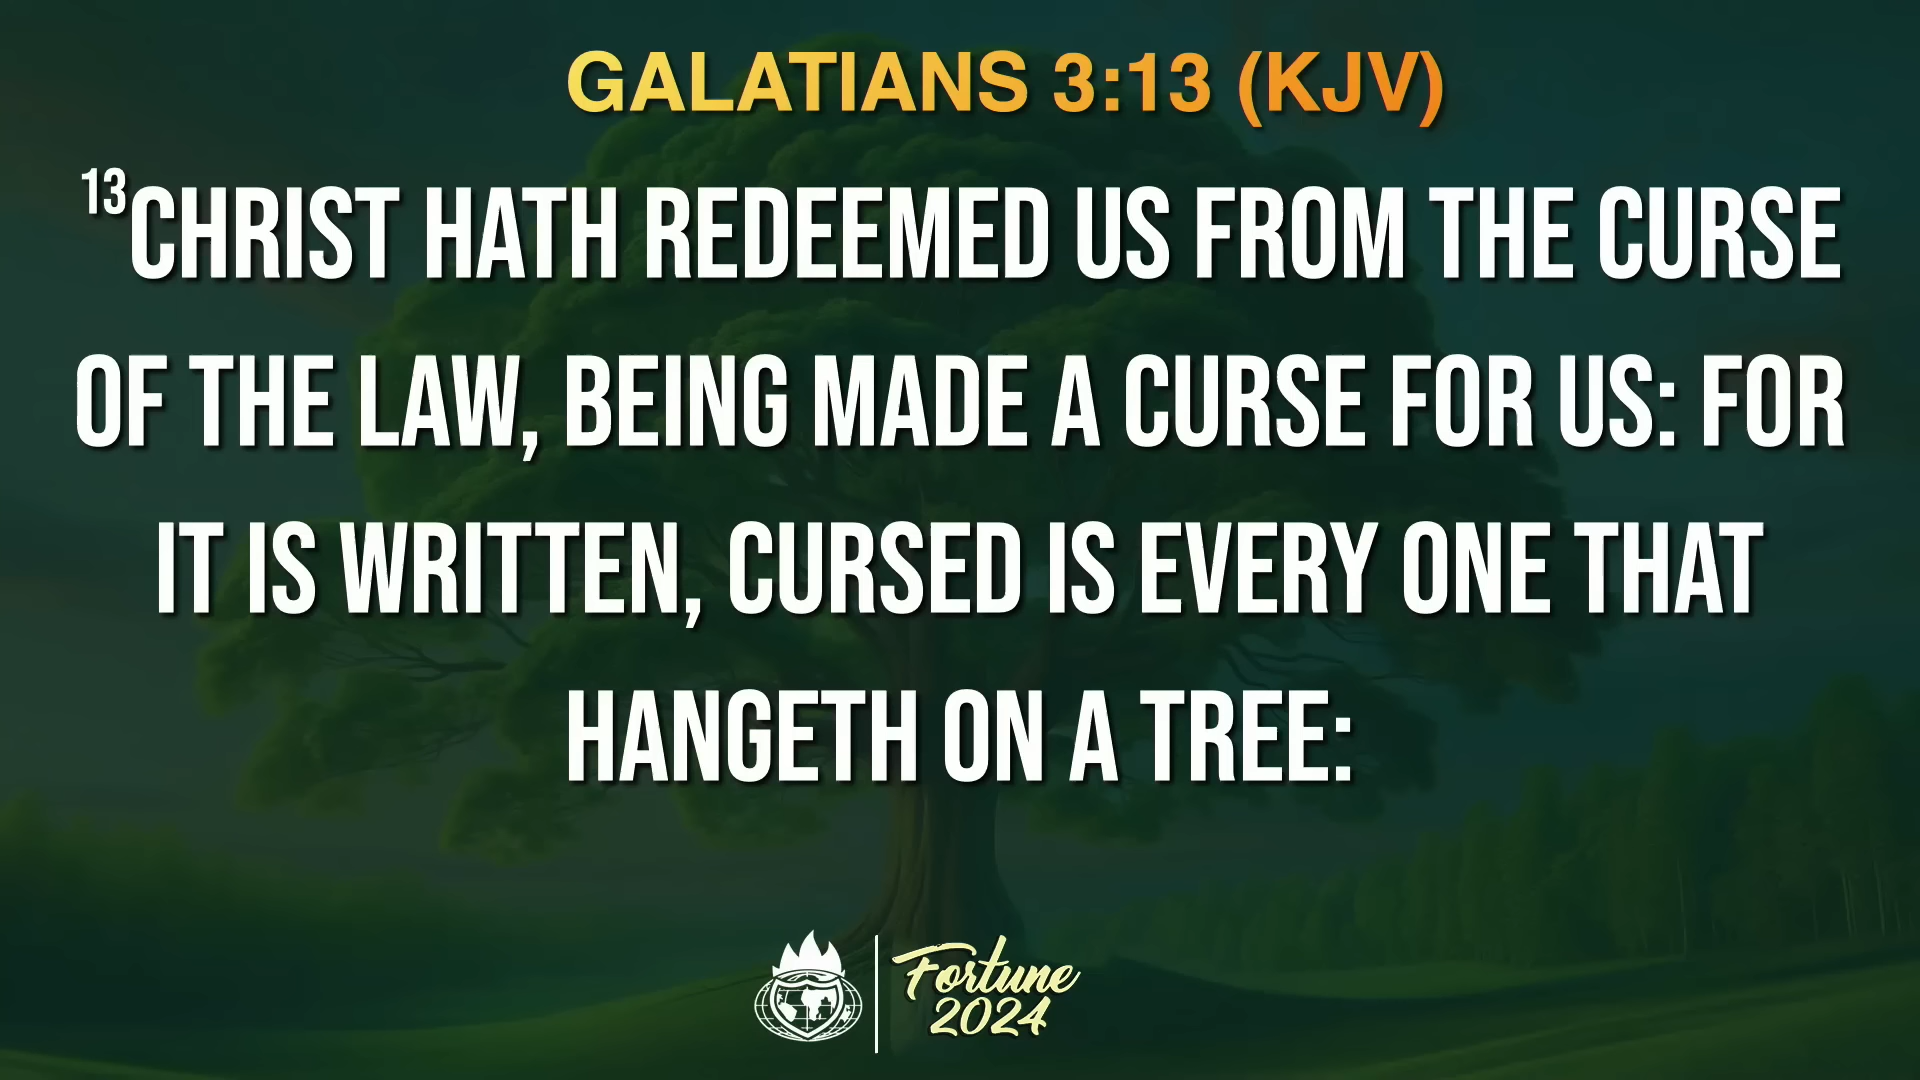 GALATIANS 3:13 (KJV)
13CHRIST HATH REDEEMED US FROM THE CURSE
OF THE LAW, BEING MADE A CURSE FOR US: FOR
IT IS WRITTEN, CURSED IS EVERY ONE THAT
HANGETH ON A TREE:
Fortune
2024